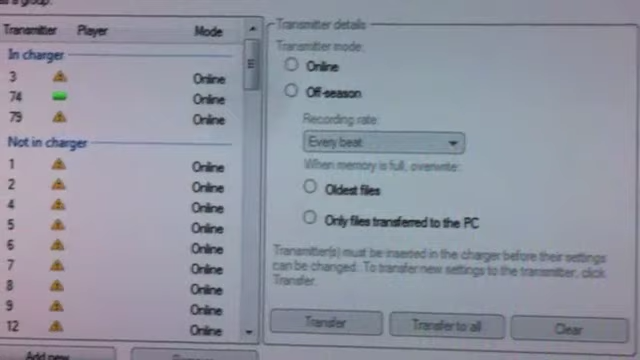 as a group.
Transmitter Player Mode
In charger
3 Online
74 Online
79 Online
Not in charger
1 Online
2 Online
4 Online
5 Online
6 Online
7 Online
8 Online
9 Online
12 Online
Add new
Transmitter details
Transmitter mode:
Online
Off-season
Recording rate:
Every beat
When memory is full, overwrite:
Oldest files
Only files transferred to the PC
Transmitter(s) must be inserted in the charger before their settings
can be changed. To transfer new settings to the transmitter, click
Transfer.
Transfer Transfer to all Clear